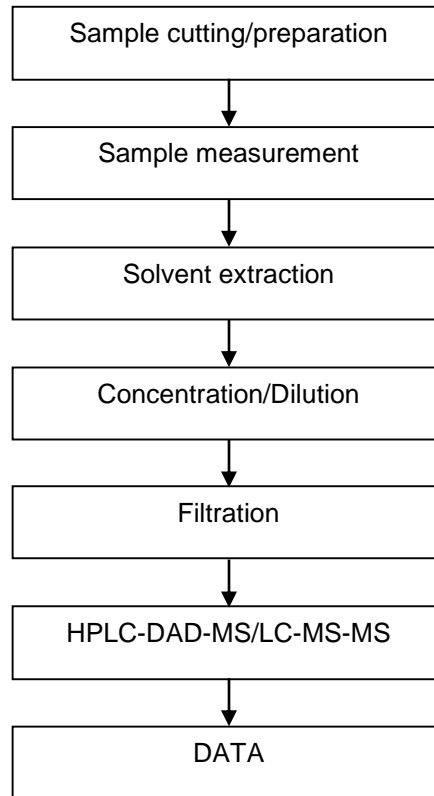 Sample cutting/preparation
Sample measurement
Solvent extraction
Concentration/Dilution
Filtration
HPLC-DAD-MS/LC-MS-MS
DATA